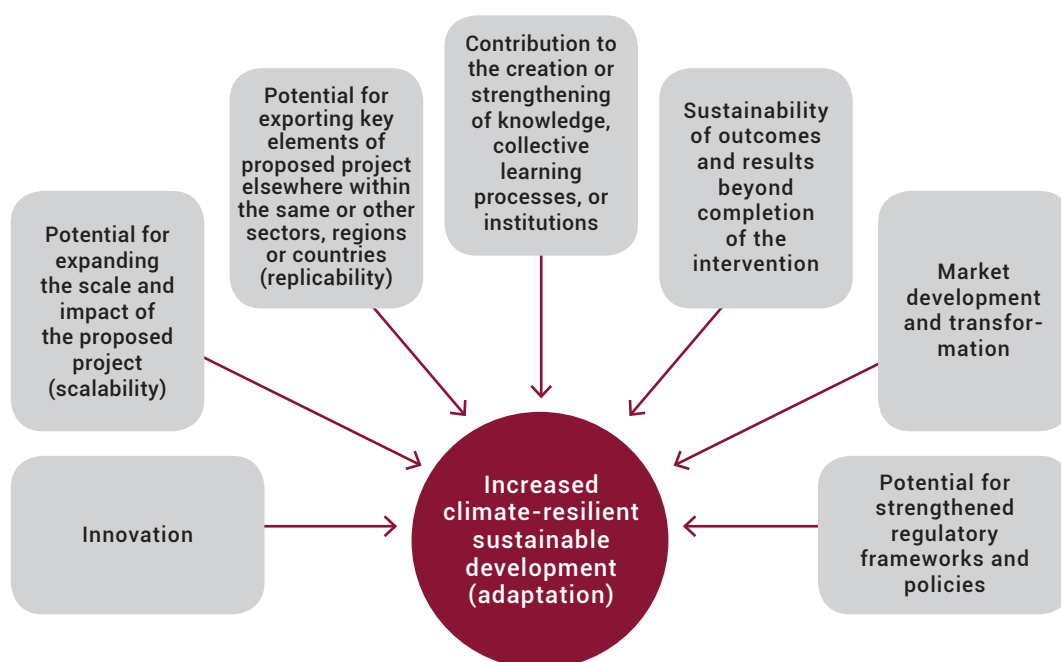 Contribution to
the creation or
strengthening
of knowledge,
collective
learning
processes, or
institutions
Potential for
exporting key
elements of
proposed project
elsewhere within
the same or other
sectors, regions
or countries
(replicability)
Sustainability
of outcomes
and results
beyond
completion
of the
intervention
Potential for
expanding
the scale and
impact of
the proposed
project
(scalability)
Market
development
and transfor-
mation
Innovation
Increased
climate-resilient
sustainable
development
(adaptation)
Potential for
strengthened
regulatory
frameworks and
policies